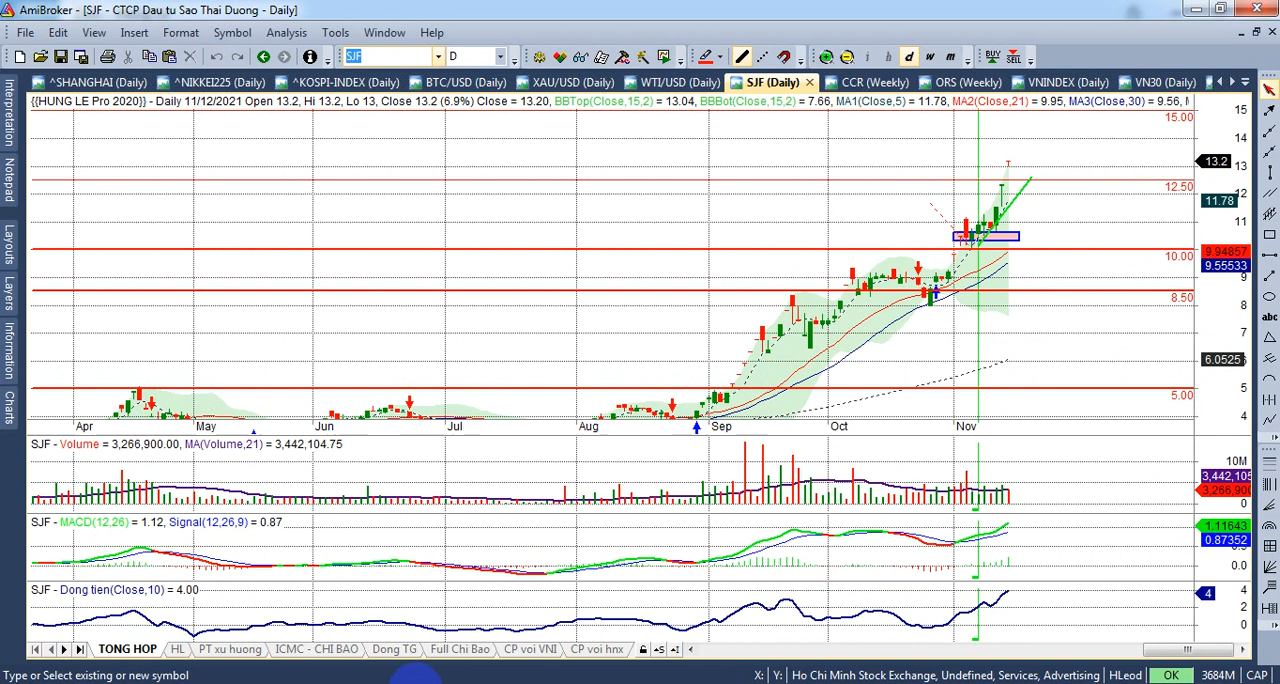 AmiBroker - [SJF - CTCP Dau tu Sao Thai Duong - Daily]
File Edit View Insert Format Symbol Analysis Tools Window Help
SJF D i h d w m BUY SELL
^SHANGHAI (Daily) ^NIKKEI225 (Daily) ^KOSPI-INDEX (Daily) BTC/USD (Daily) XAU/USD (Daily) WTI/USD (Daily) SJF (Daily) CCR (Weekly) ORS (Weekly) VNINDEX (Daily) VN30 (Daily)
Interpretation
Notepad
Layouts
Layers
Information
Charts
{{HUNG LE Pro 2020}} - Daily 11/12/2021 Open 13.2, Hi 13.2, Lo 13, Close 13.2 (6.9%) Close = 13.20, BBTop(Close,15,2) = 13.04, BBBot(Close,15,2) = 7.66, MA1(Close,5) = 11.78, MA2(Close,21) = 9.95, MA3(Close,30) = 9.56, M
15
15.00
14
13.2
13
12.50
12
11.78
11
9.94857
10.00
9.55533
9
8.50
8
7
6.0525
5
5.00
4
Apr May Jun Jul Aug Sep Oct Nov
SJF - Volume = 3,266,900.00, MA(Volume,21) = 3,442,104.75
10M
3,442,105
3,266,900
0
SJF - MACD(12,26) = 1.12, Signal(12,26,9) = 0.87
1.11643
0.87352
0.0
SJF - Dong tien(Close,10) = 4.00
4
4
2
0
TONG HOP HL PT xu huong ICMC - CHI BAO Dong TG Full Chi Bao CP voi VNI CP voi hnx
Type or Select existing or new symbol X: Y: Ho Chi Minh Stock Exchange, Undefined, Services, Advertising HLeod OK 3684M CAP
abc